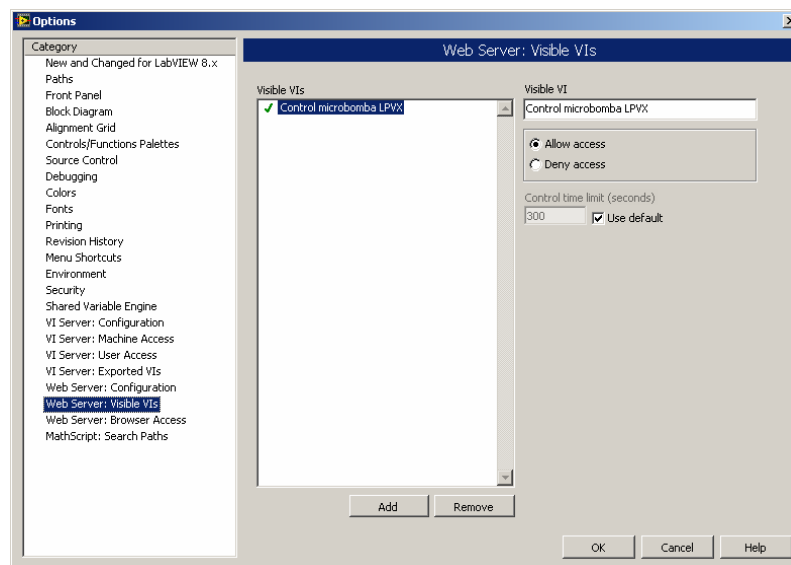 Options
Category
New and Changed for LabVIEW 8.x
Paths
Front Panel
Block Diagram
Alignment Grid
Controls/Functions Palettes
Source Control
Debugging
Colors
Fonts
Printing
Revision History
Menu Shortcuts
Environment
Security
Shared Variable Engine
VI Server: Configuration
VI Server: Machine Access
VI Server: User Access
VI Server: Exported VIs
Web Server: Configuration
Web Server: Visible VIs
Web Server: Browser Access
MathScript: Search Paths
Web Server: Visible VIs
Visible VIs
Control microbomba LPVX
Add Remove
Visible VI
Control microbomba LPVX
Allow access
Deny access
Control time limit (seconds)
300 Use default
OK Cancel Help